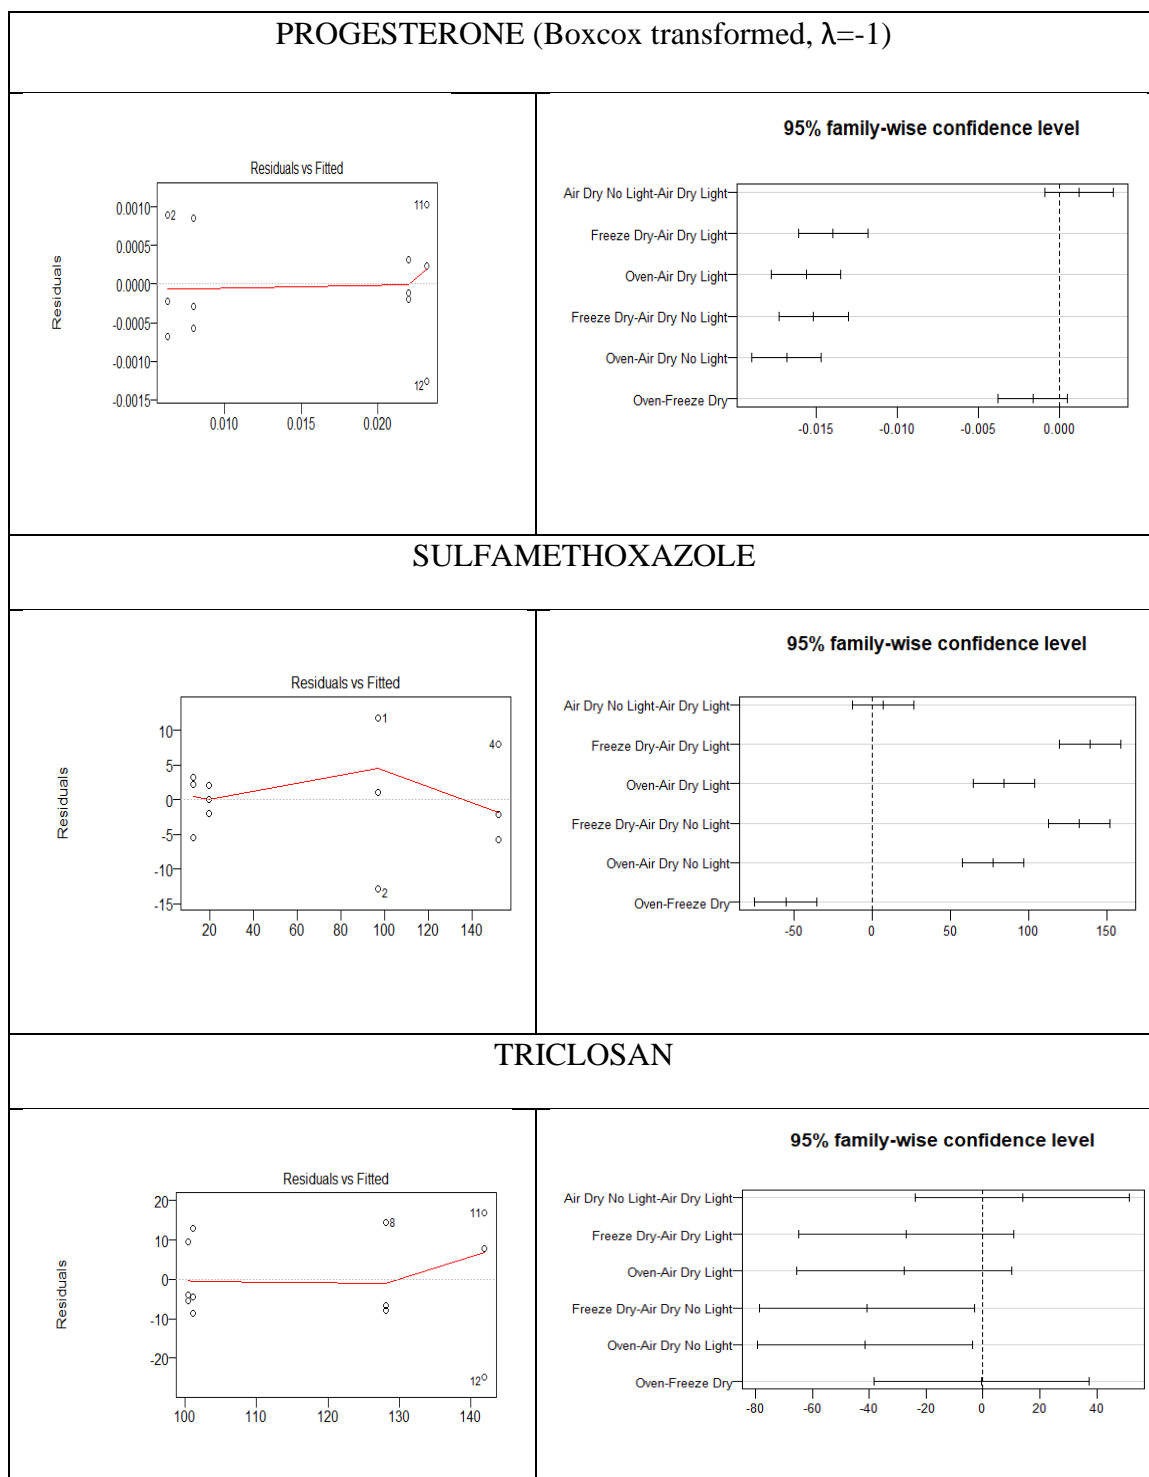 PROGESTERONE (Boxcox transformed, λ=-1)
Residuals vs Fitted
Residuals
0.0010
0.0005
0.0000
-0.0005
-0.0010
-0.0015
2
11
12
0.010 0.015 0.020
95% family-wise confidence level
Air Dry No Light-Air Dry Light
Freeze Dry-Air Dry Light
Oven-Air Dry Light
Freeze Dry-Air Dry No Light
Oven-Air Dry No Light
Oven-Freeze Dry
-0.015 -0.010 -0.005 0.000
SULFAMETHOXAZOLE
Residuals vs Fitted
Residuals
10
5
0
-5
-10
-15
1
4
2
20 40 60 80 100 120 140
95% family-wise confidence level
Air Dry No Light-Air Dry Light
Freeze Dry-Air Dry Light
Oven-Air Dry Light
Freeze Dry-Air Dry No Light
Oven-Air Dry No Light
Oven-Freeze Dry
-50 0 50 100 150
TRICLOSAN
Residuals vs Fitted
Residuals
20
10
0
-10
-20
8
11
12
100 110 120 130 140
95% family-wise confidence level
Air Dry No Light-Air Dry Light
Freeze Dry-Air Dry Light
Oven-Air Dry Light
Freeze Dry-Air Dry No Light
Oven-Air Dry No Light
Oven-Freeze Dry
-80 -60 -40 -20 0 20 40